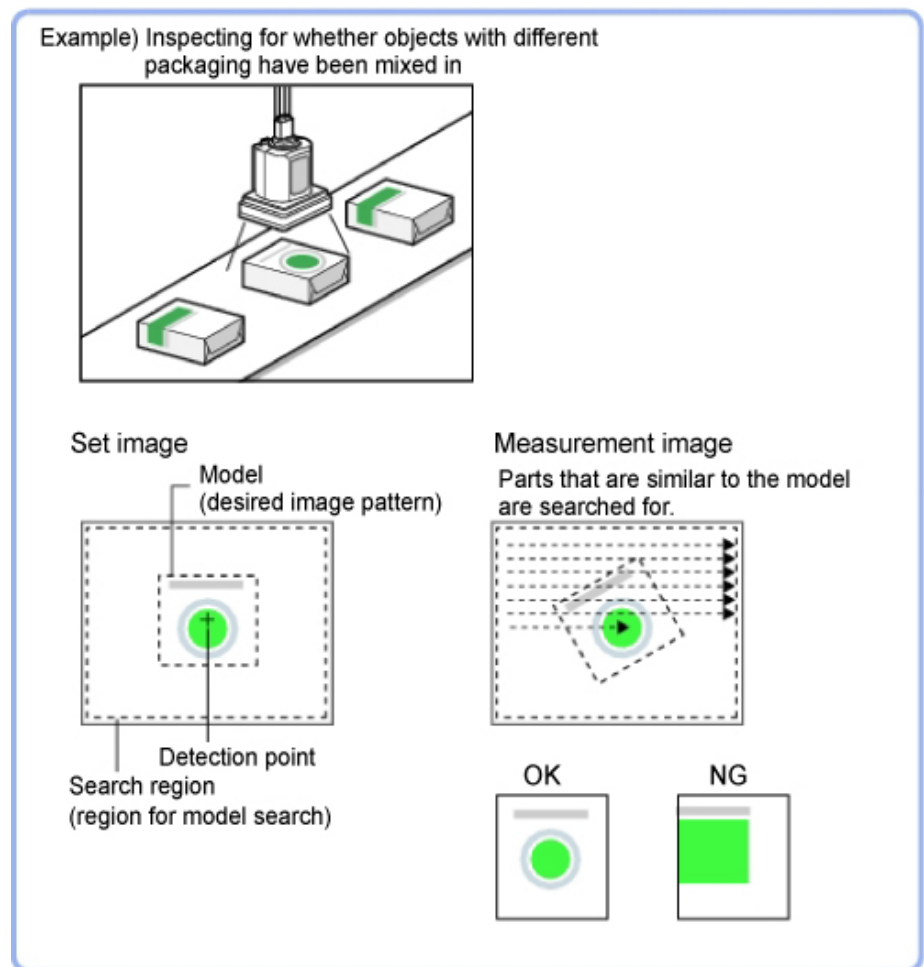 Example) Inspecting for whether objects with different
packaging have been mixed in
Set image
Model
(desired image pattern)
Detection point
Search region
(region for model search)
Measurement image
Parts that are similar to the model
are searched for.
OK
NG